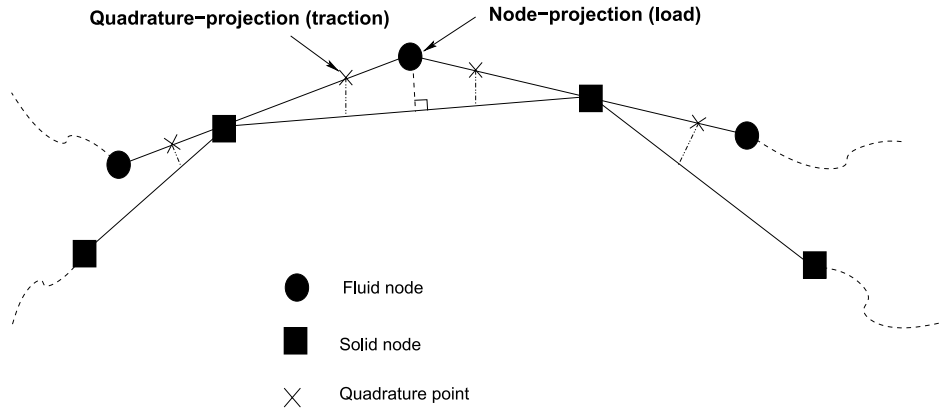 Quadrature−projection (traction)
Node−projection (load)
Fluid node
Solid node
Quadrature point